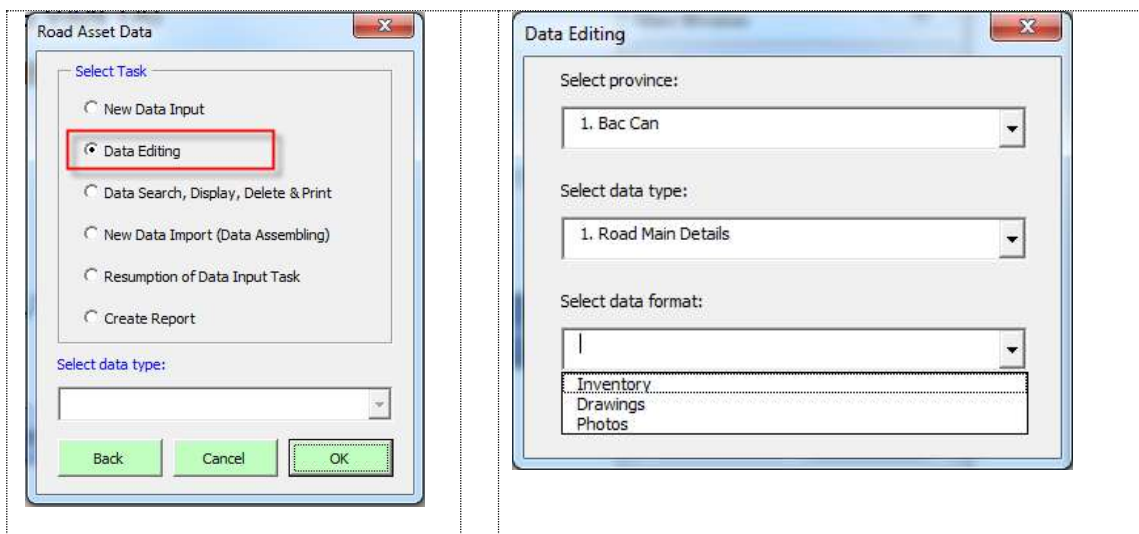 Road Asset Data
Select Task
New Data Input
Data Editing
Data Search, Display, Delete & Print
New Data Import (Data Assembling)
Resumption of Data Input Task
Create Report
Select data type:
Back Cancel OK
Data Editing
Select province:
1. Bac Can
Select data type:
1. Road Main Details
Select data format:
Inventory
Drawings
Photos